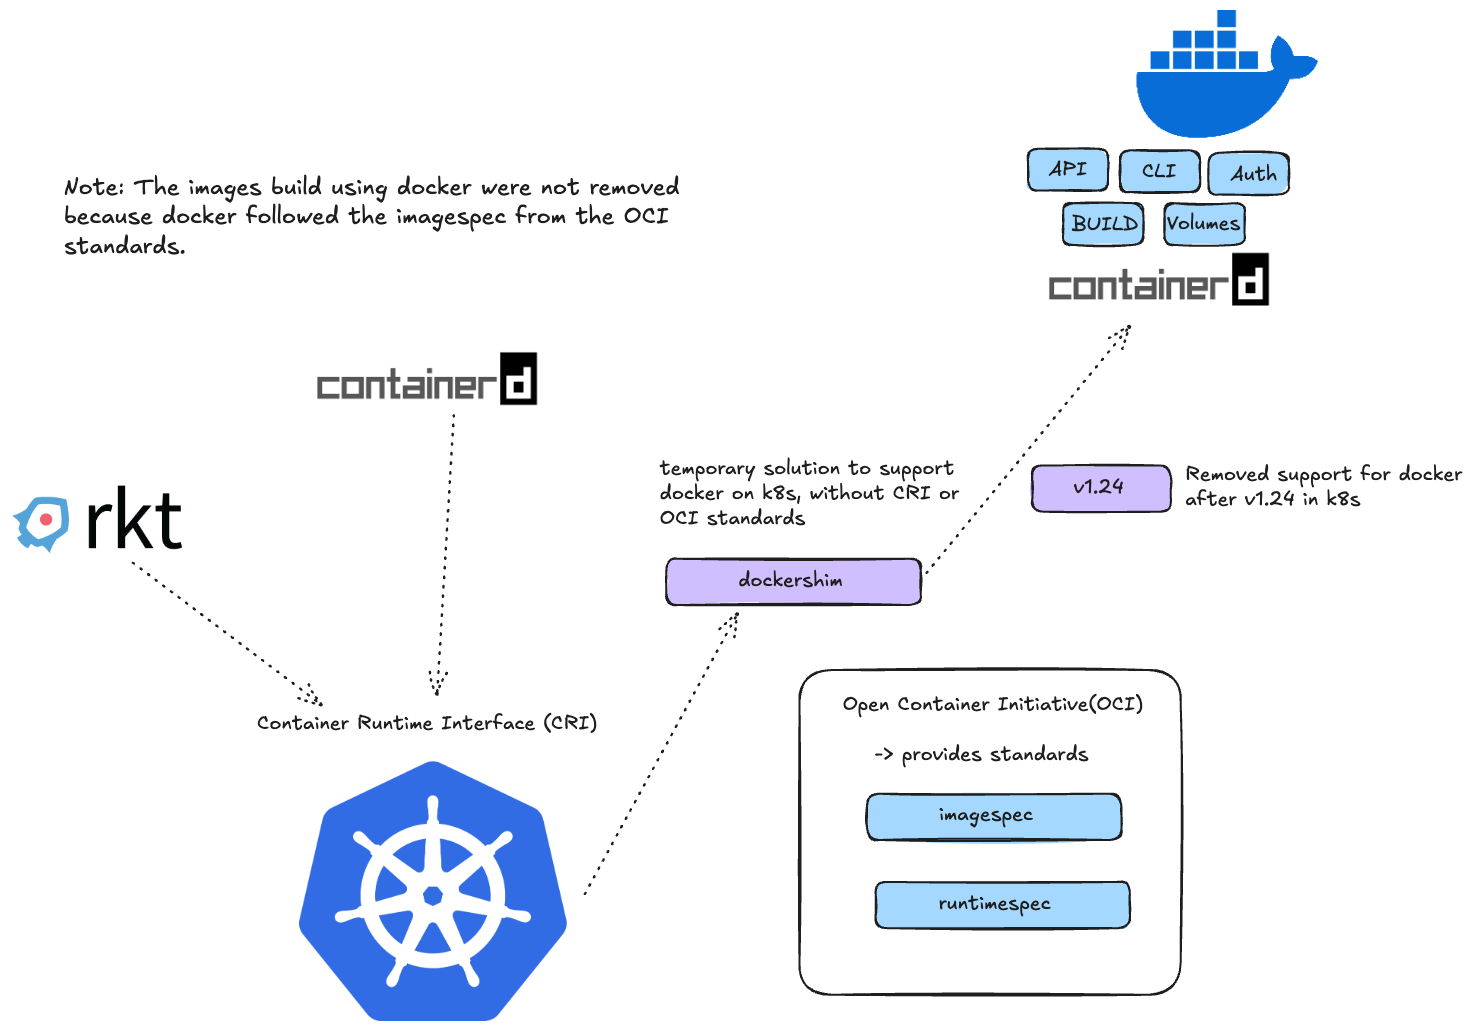 API
CLI
Auth
BUILD
Volumes
containerd
Note: The images build using docker were not removed
because docker followed the imagespec from the OCI
standards.
containerd
rkt
temporary solution to support
docker on k8s, without CRI or
OCI standards
v1.24
Removed support for docker
after v1.24 in k8s
dockershim
Container Runtime Interface (CRI)
Open Container Initiative(OCI)
-> provides standards
imagespec
runtimespec